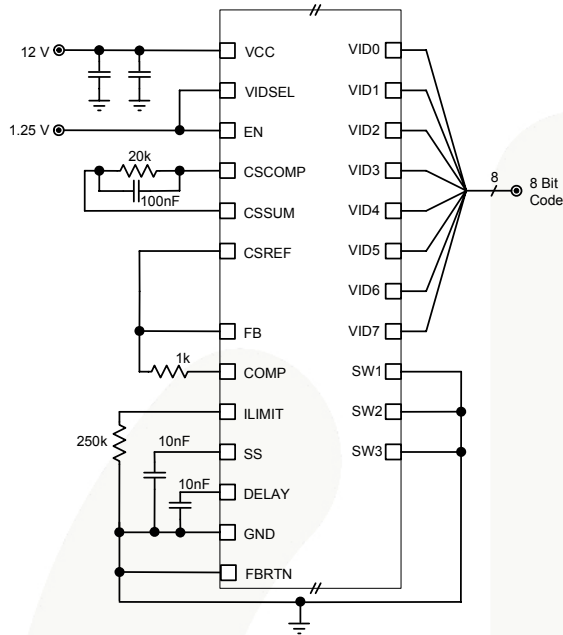 12 V
VCC
VID0
VIDSEL
VID1
1.25 V
EN
VID2
20k
CSCOMP
VID3
100nF
8
8 Bit
Code
CSSUM
VID4
CSREF
VID5
VID6
FB
VID7
1k
COMP
SW1
ILIMIT
SW2
250k
10nF
SS
SW3
10nF
DELAY
GND
FBRTN